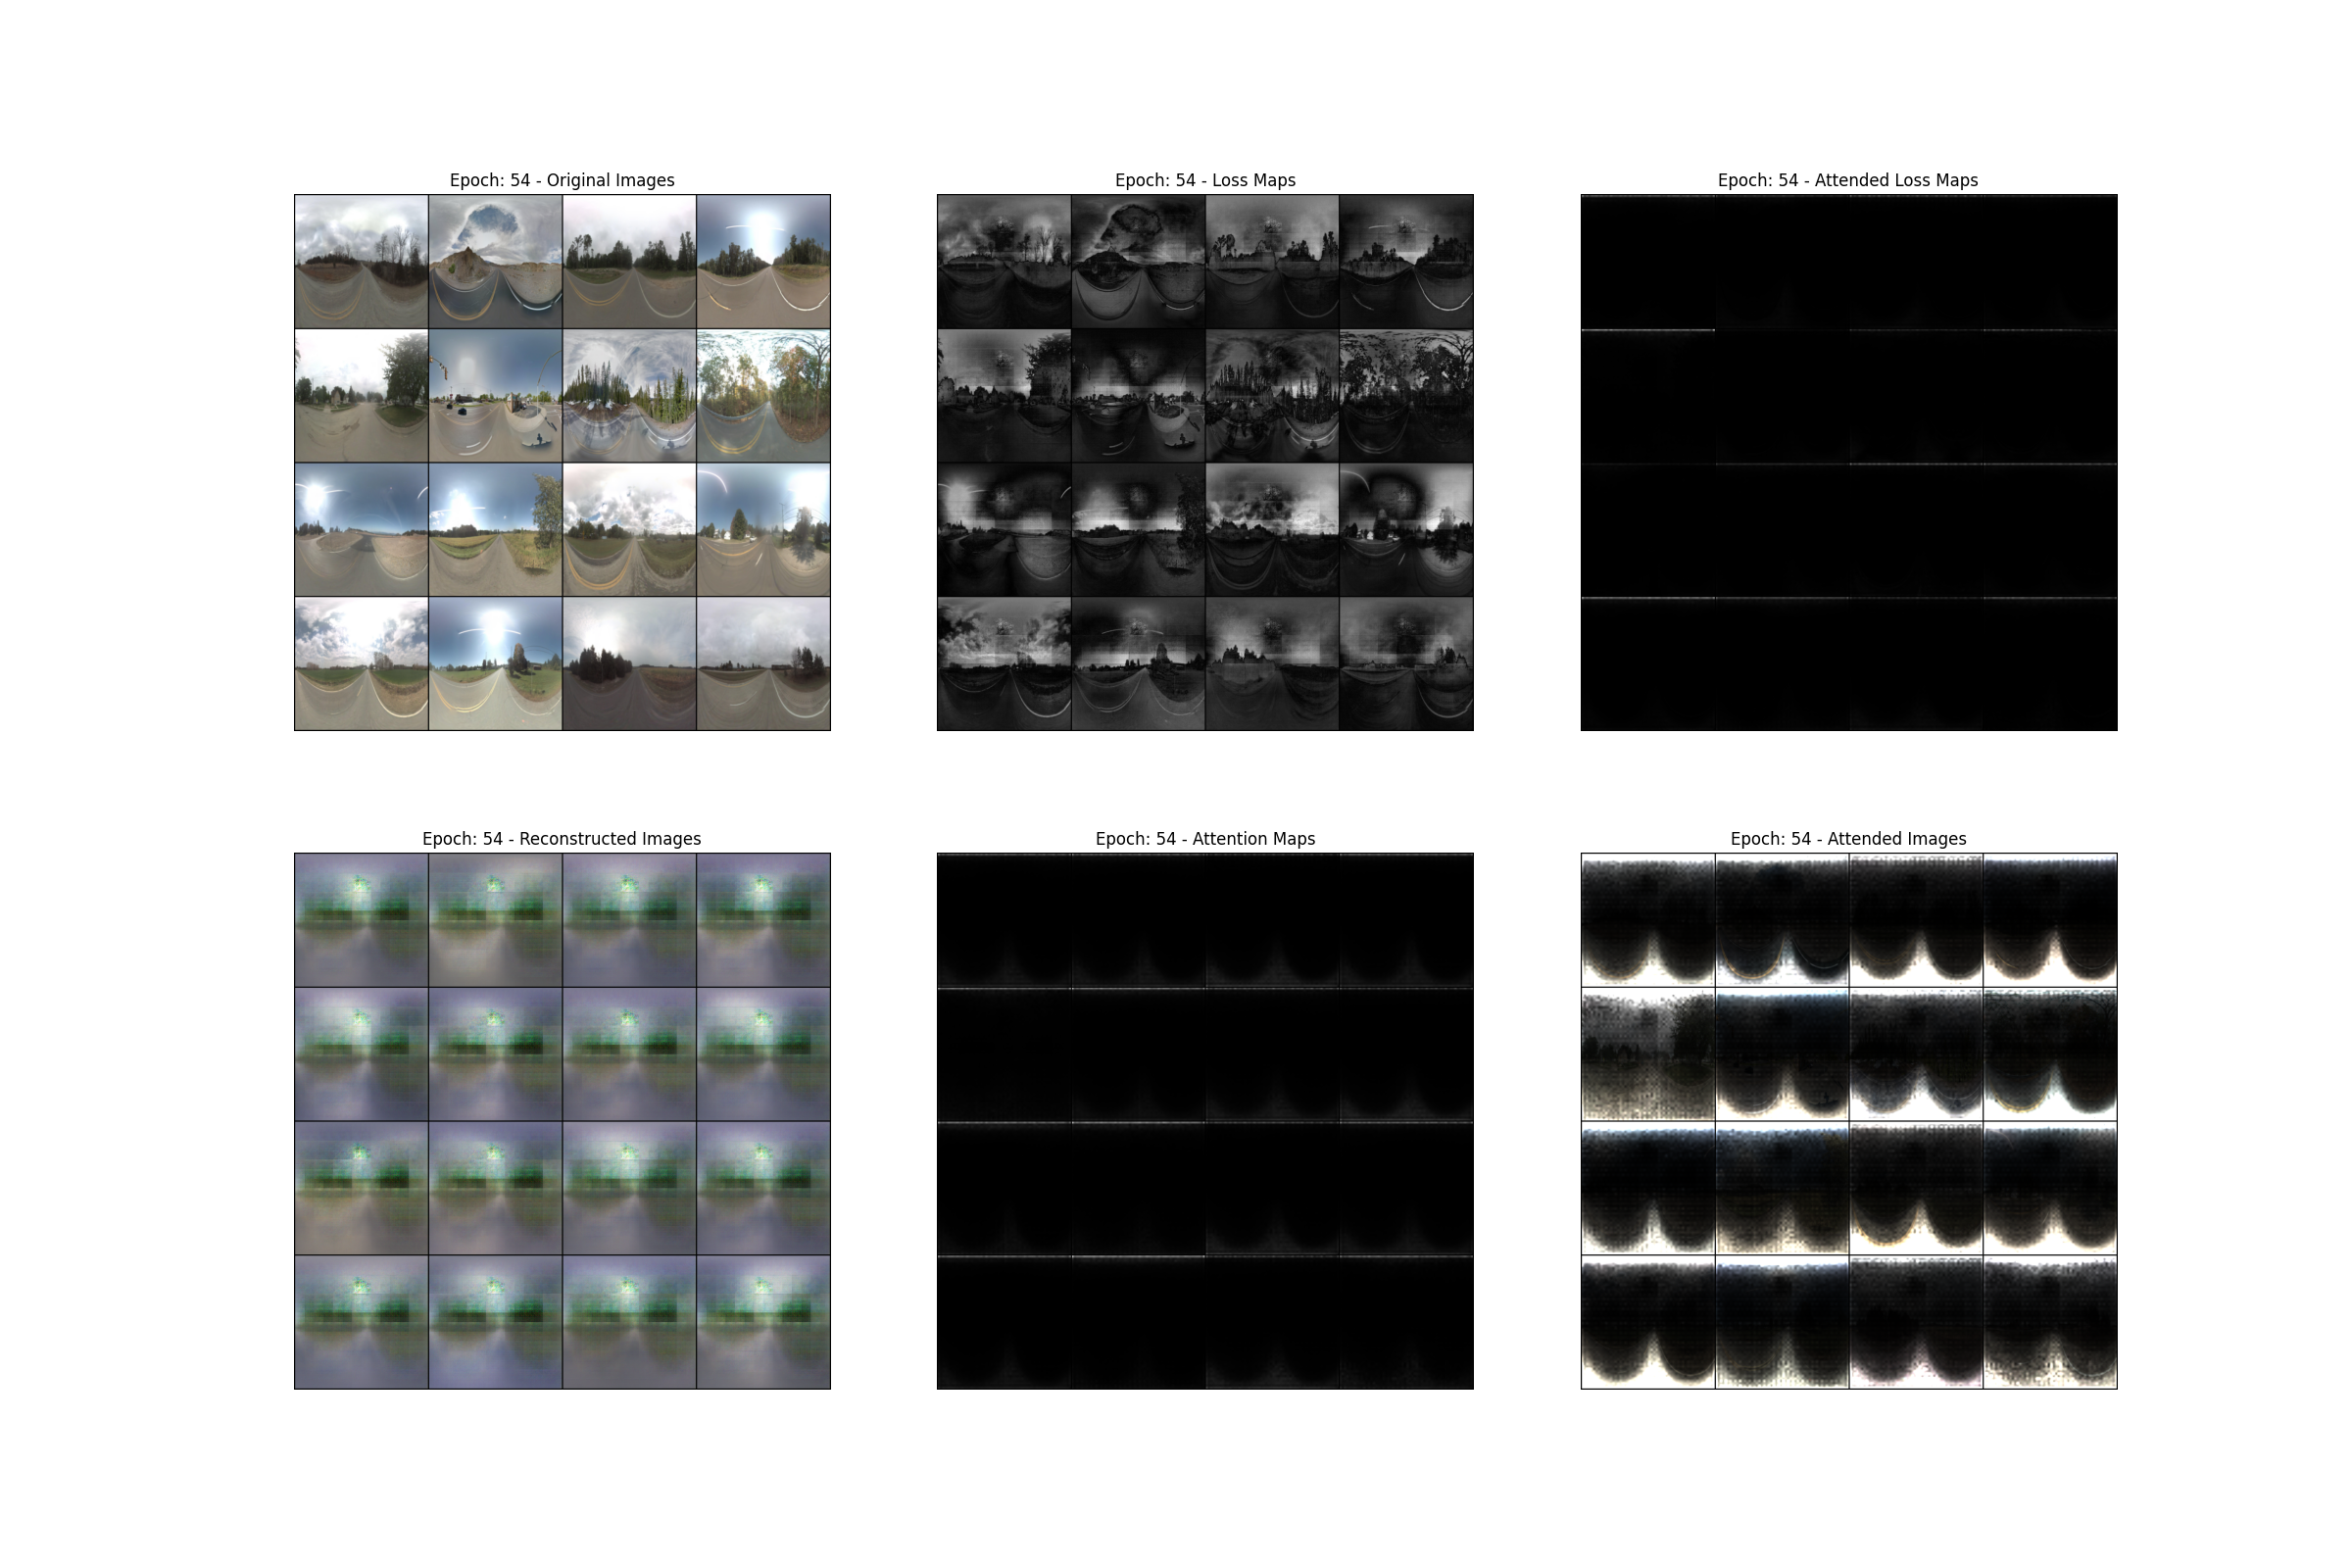 Epoch: 54 - Original Images
Epoch: 54 - Loss Maps
Epoch: 54 - Attended Loss Maps
Epoch: 54 - Reconstructed Images
Epoch: 54 - Attention Maps
Epoch: 54 - Attended Images